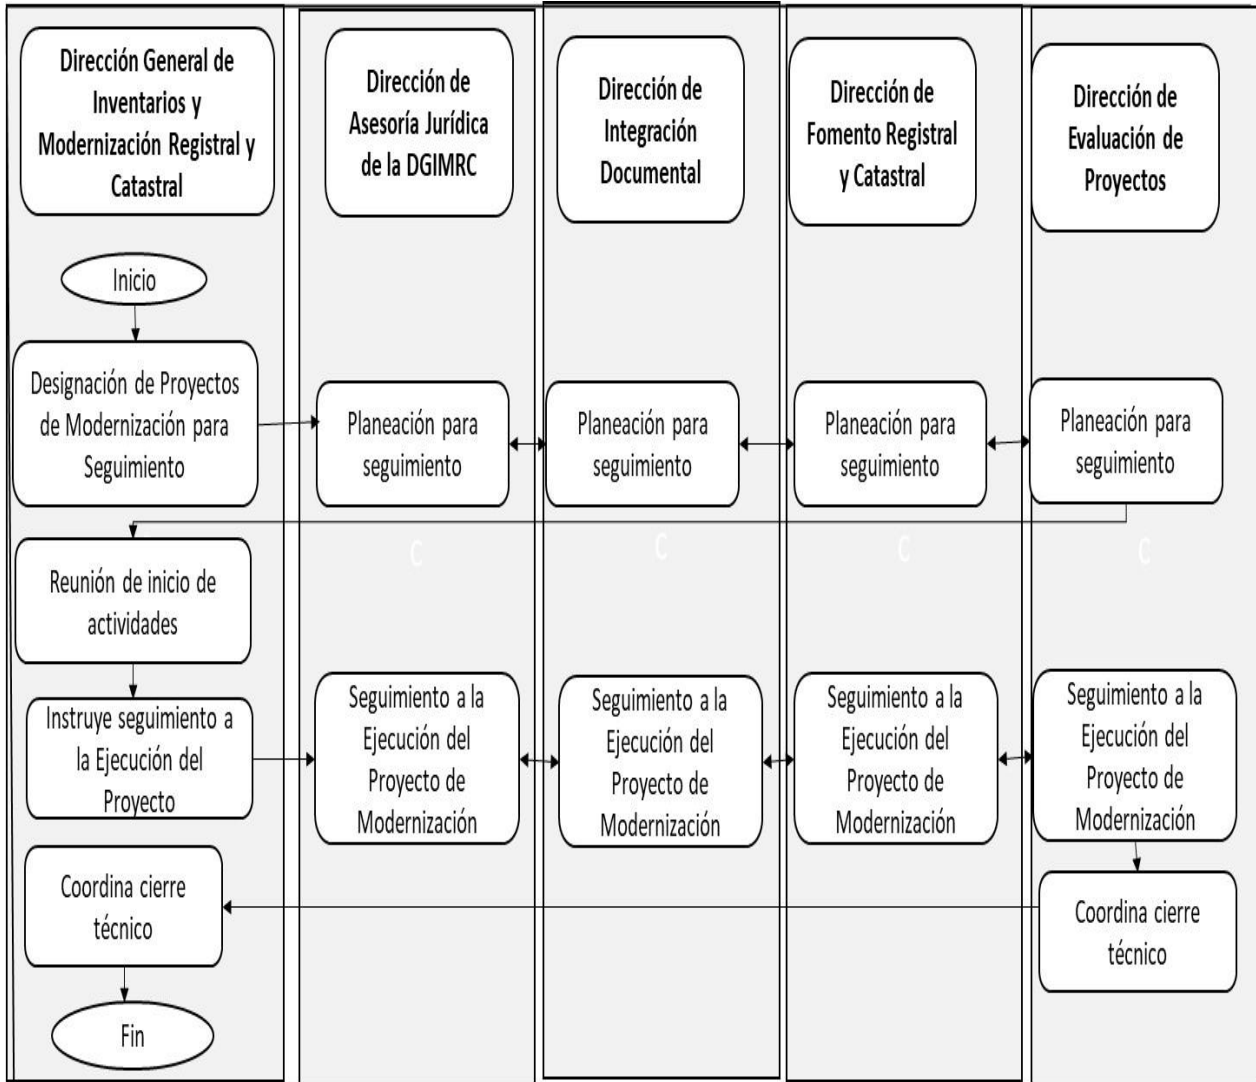 Dirección General de
Inventarios y
Modernización Registral y
Catastral
Dirección de
Asesoría Jurídica
de la DGIMRC
Dirección de
Integración
Documental
Dirección de
Fomento Registral
y Catastral
Dirección de
Evaluación de
Proyectos
Inicio
Designación de Proyectos
de Modernización para
Seguimiento
Planeación para
seguimiento
Planeación para
seguimiento
Planeación para
seguimiento
Planeación para
seguimiento
C
C
C
C
Reunión de inicio de
actividades
Instruye seguimiento a
la Ejecución del
Proyecto
Seguimiento a la
Ejecución del
Proyecto de
Modernización
Seguimiento a la
Ejecución del
Proyecto de
Modernización
Seguimiento a la
Ejecución del
Proyecto de
Modernización
Seguimiento a la
Ejecución del
Proyecto de
Modernización
Coordina cierre
técnico
Coordina cierre
técnico
Fin